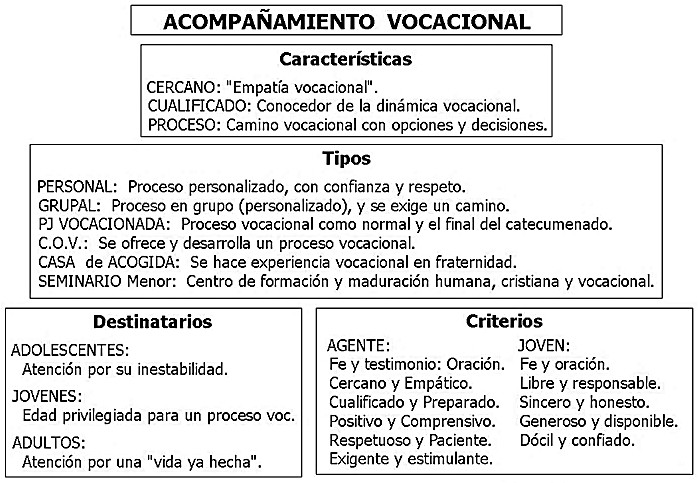 ACOMPAÑAMIENTO VOCACIONAL
Características
CERCANO: "Empatía vocacional".
CUALIFICADO: Conocedor de la dinámica vocacional.
PROCESO: Camino vocacional con opciones y decisiones.
Tipos
PERSONAL: Proceso personalizado, con confianza y respeto.
GRUPAL: Proceso en grupo (personalizado), y se exige un camino.
PJ VOCACIONADA: Proceso vocacional como normal y el final del catecumenado.
C.O.V.: Se ofrece y desarrolla un proceso vocacional.
CASA de ACOGIDA: Se hace experiencia vocacional en fraternidad.
SEMINARIO Menor: Centro de formación y maduración humana, cristiana y vocacional.
Destinatarios
ADOLESCENTES:
Atención por su inestabilidad.
JOVENES:
Edad privilegiada para un proceso voc.
ADULTOS:
Atención por una "vida ya hecha".
Criterios
AGENTE:
Fe y testimonio: Oración.
Cercano y Empático.
Cualificado y Preparado.
Positivo y Comprensivo.
Respetuoso y Paciente.
Exigente y estimulante.
JOVEN:
Fe y oración.
Libre y responsable.
Sincero y honesto.
Generoso y disponible.
Dócil y confiado.